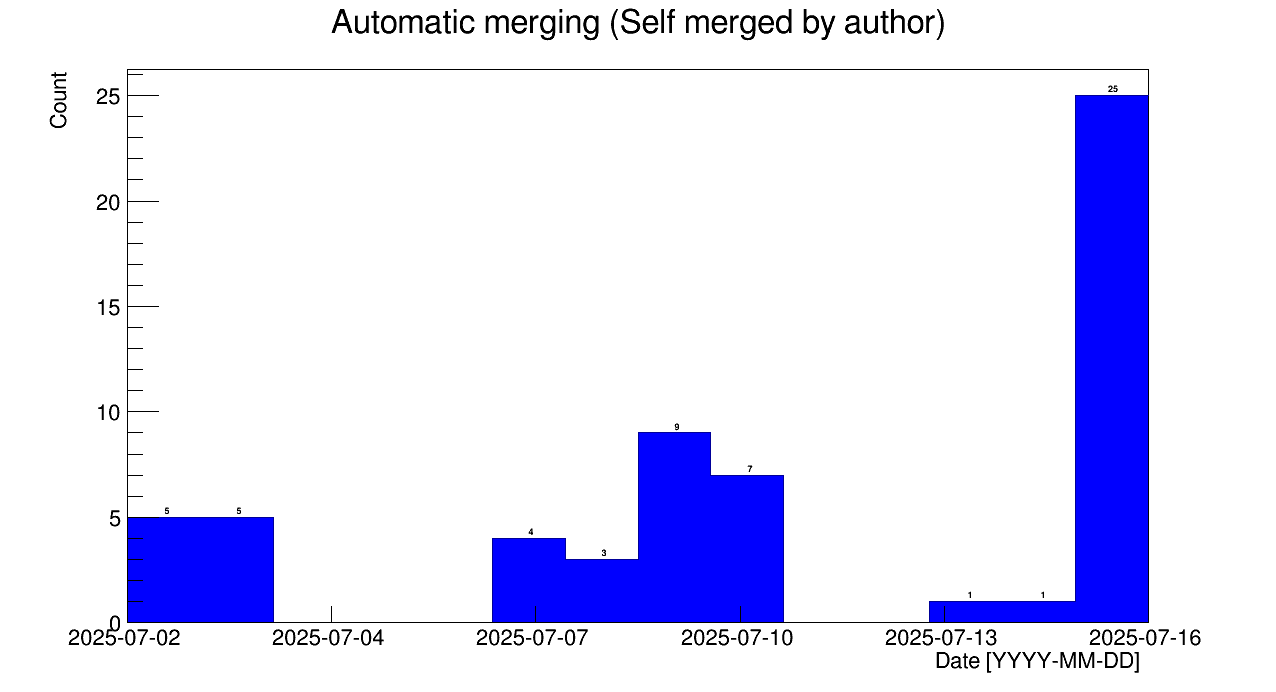 Automatic merging (Self merged by author)
Count
25
20
15
10
5
0
5 5 4 3 9 7 1 1 25
2025-07-02 2025-07-04 2025-07-07 2025-07-10 2025-07-13 2025-07-16
Date [YYYY-MM-DD]